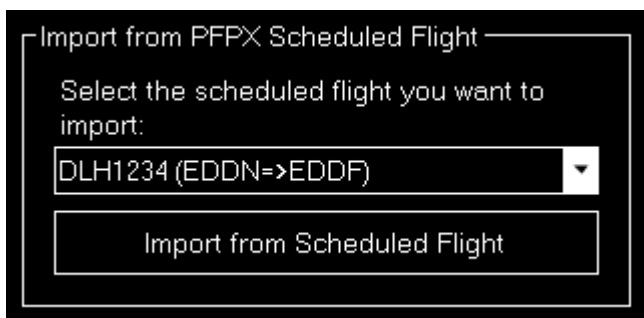 Import from PFPX Scheduled Flight
Select the scheduled flight you want to
import:
DLH1234 (EDDN=>EDDF)
Import from Scheduled Flight